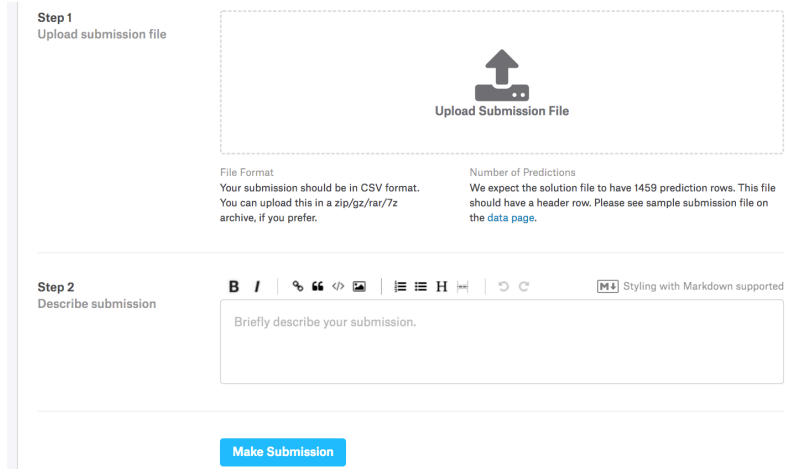 Step 1
Upload submission file
Upload Submission File
File Format
Your submission should be in CSV format.
You can upload this in a zip/gz/rar/7z
archive, if you prefer.
Number of Predictions
We expect the solution file to have 1459 prediction rows. This file
should have a header row. Please see sample submission file on
the data page.
Step 2
Describe submission
B I H
M Styling with Markdown supported
Briefly describe your submission.
Make Submission